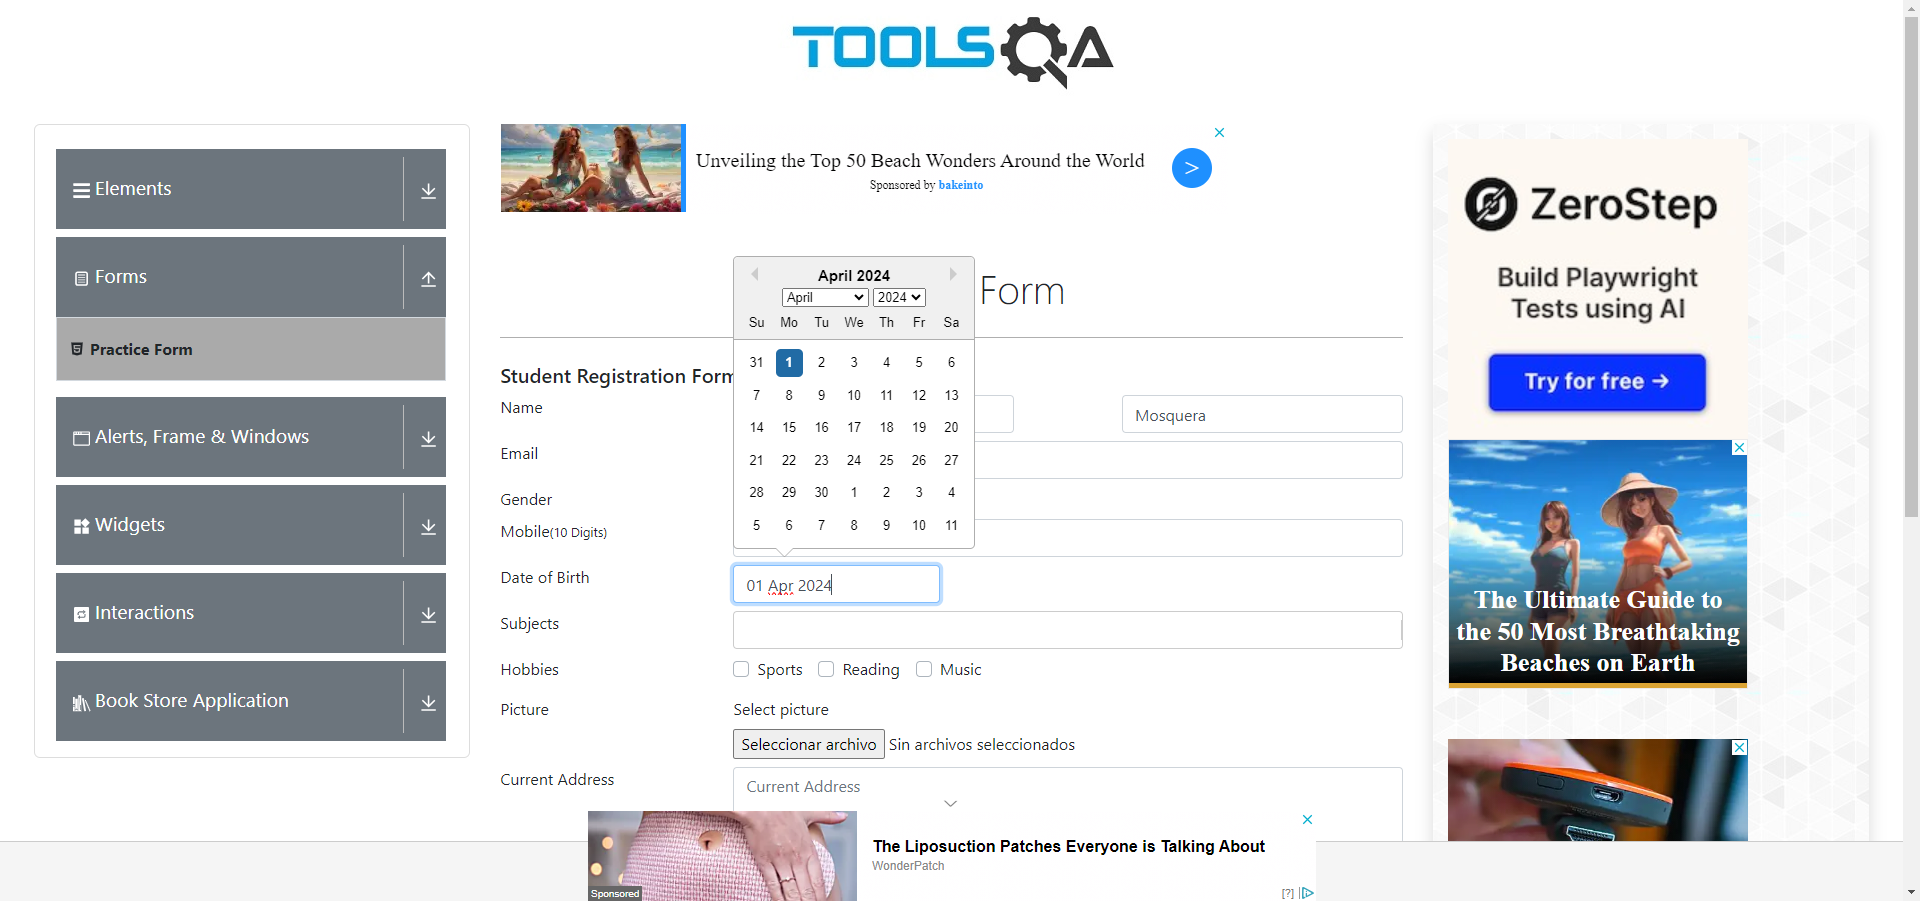 TOOLSQA
Elements
Forms
Practice Form
Alerts, Frame & Windows
Widgets
Interactions
Book Store Application
Unveiling the Top 50 Beach Wonders Around the World
Sponsored by bakeinto
>
Form
April 2024
April 2024
Su Mo Tu We Th Fr Sa
31 1 2 3 4 5 6
7 8 9 10 11 12 13
14 15 16 17 18 19 20
21 22 23 24 25 26 27
28 29 30 1 2 3 4
5 6 7 8 9 10 11
Student Registration Form
Name
Mosquera
Email
Gender
Mobile(10 Digits)
Date of Birth
01 Apr 2024
Subjects
Hobbies
Sports Reading Music
Picture
Select picture
Seleccionar archivo Sin archivos seleccionados
Current Address
Current Address
Sponsored
The Liposuction Patches Everyone is Talking About
WonderPatch
[?]
ZeroStep
Build Playwright
Tests using AI
Try for free →
The Ultimate Guide to
the 50 Most Breathtaking
Beaches on Earth